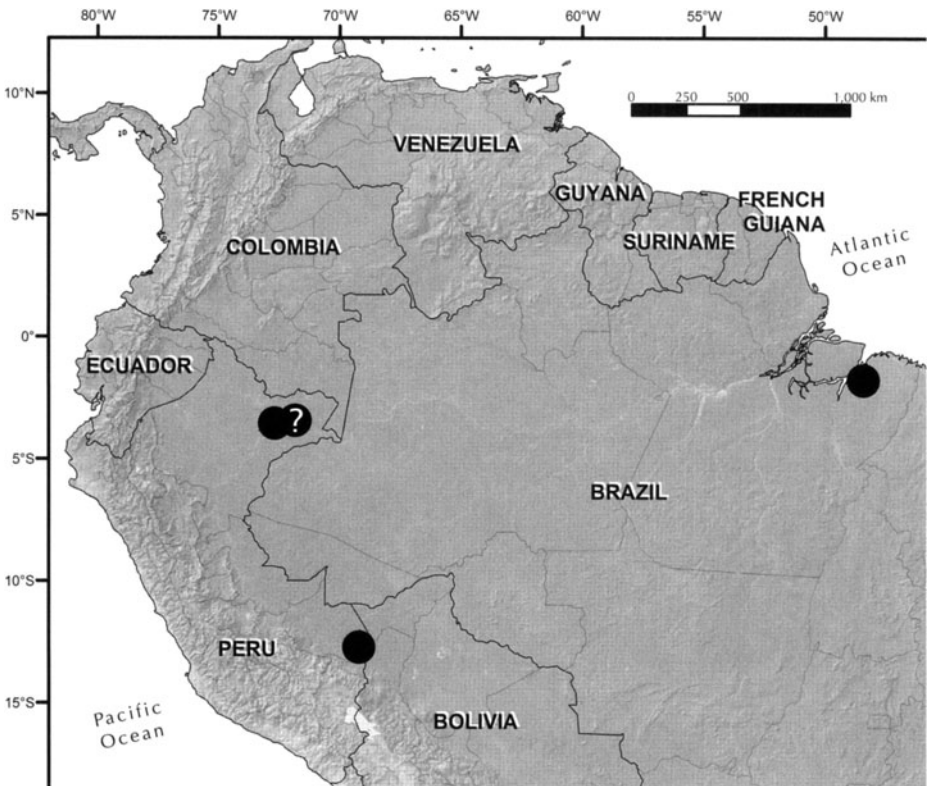 80°W 75°W 70°W 65°W 60°W 55°W 50°W
10°N
5°N
0°
5°S
10°S
15°S
0 250 500 1,000 km
VENEZUELA
GUYANA
FRENCH
GUIANA
SURINAME
COLOMBIA
Atlantic
Ocean
ECUADOR
?
BRAZIL
PERU
BOLIVIA
Pacific
Ocean